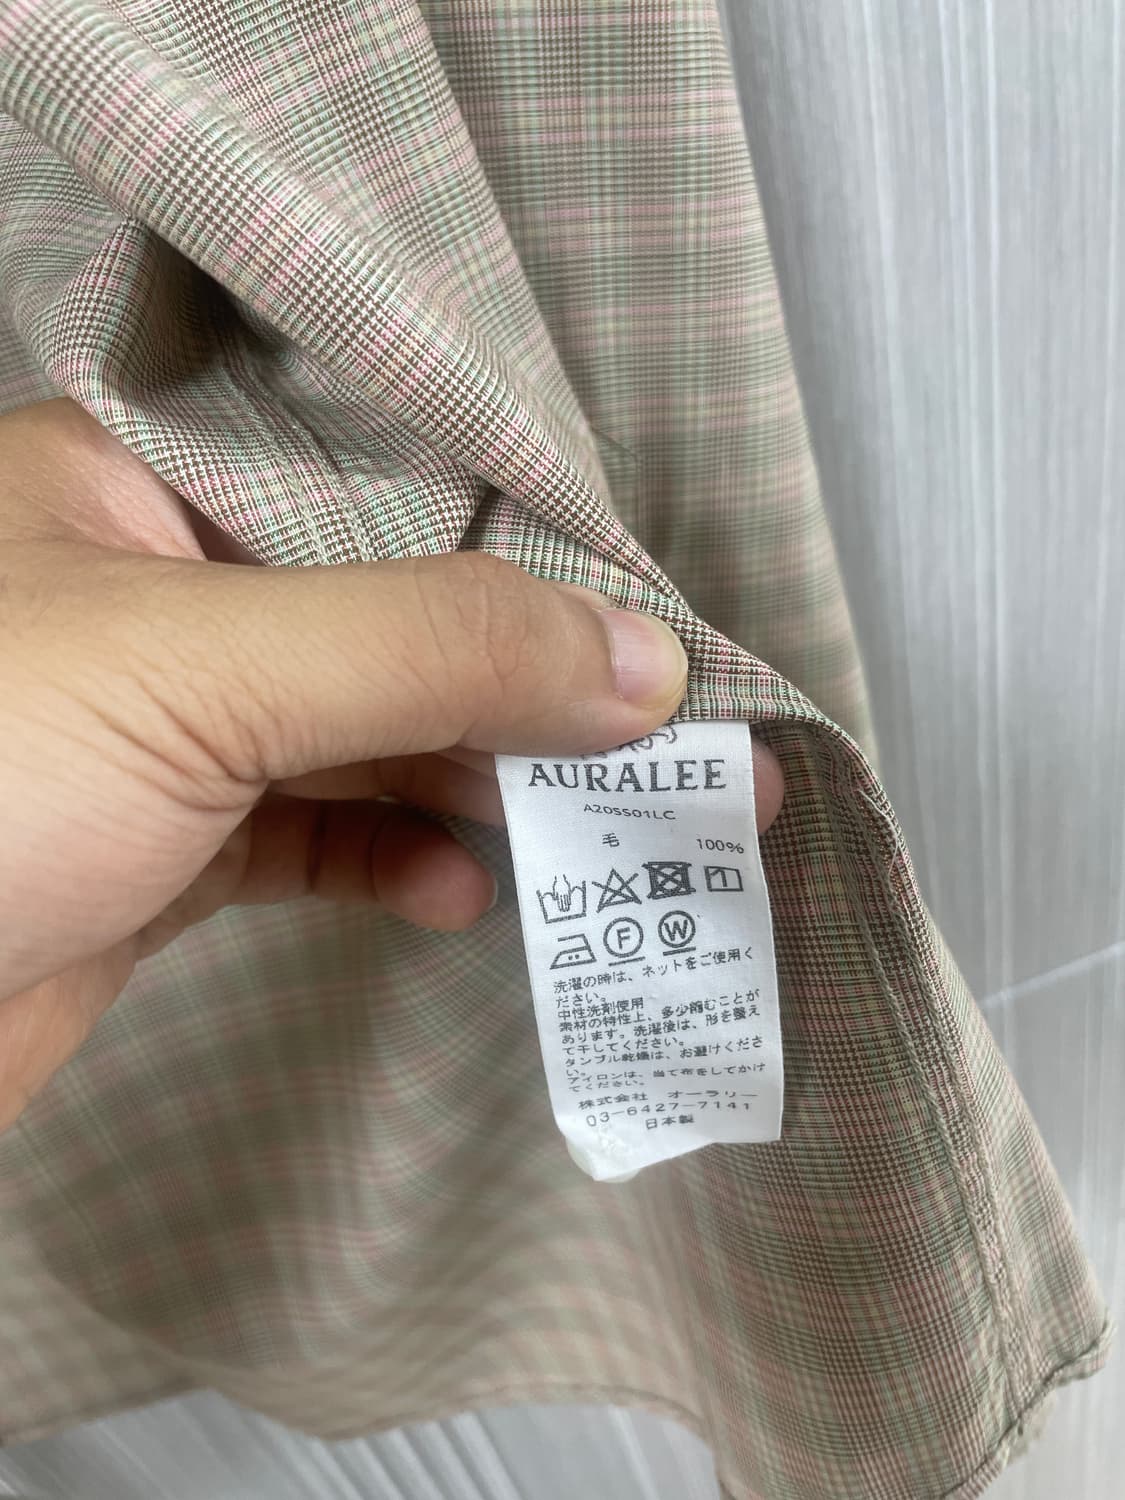 AURALEE
A20SS01LC
毛 100%
F W
洗濯の時は、ネットをご使用く
ださい。
中性洗剤使用
素材の特性上、多少縮むことが
あります。洗濯後は、形を整え
て干してください。
タンブル乾燥は、お避けくださ
い。
アイロンは、当て布をしてかけ
てください。
株式会社 オーラリー
03-6427-7141
日本製